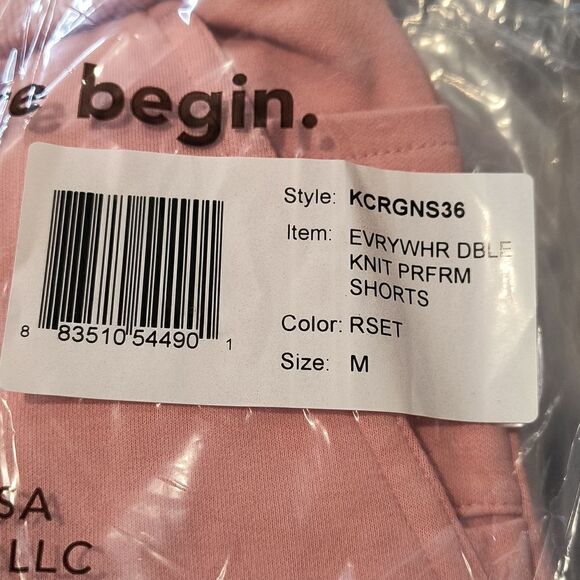 begin.
Style: KCRGNS36
Item: EVRYWHR DBLE
KNIT PRFRM
SHORTS
Color: RSET
Size: M
8 83510 54490 1
SA
LLC